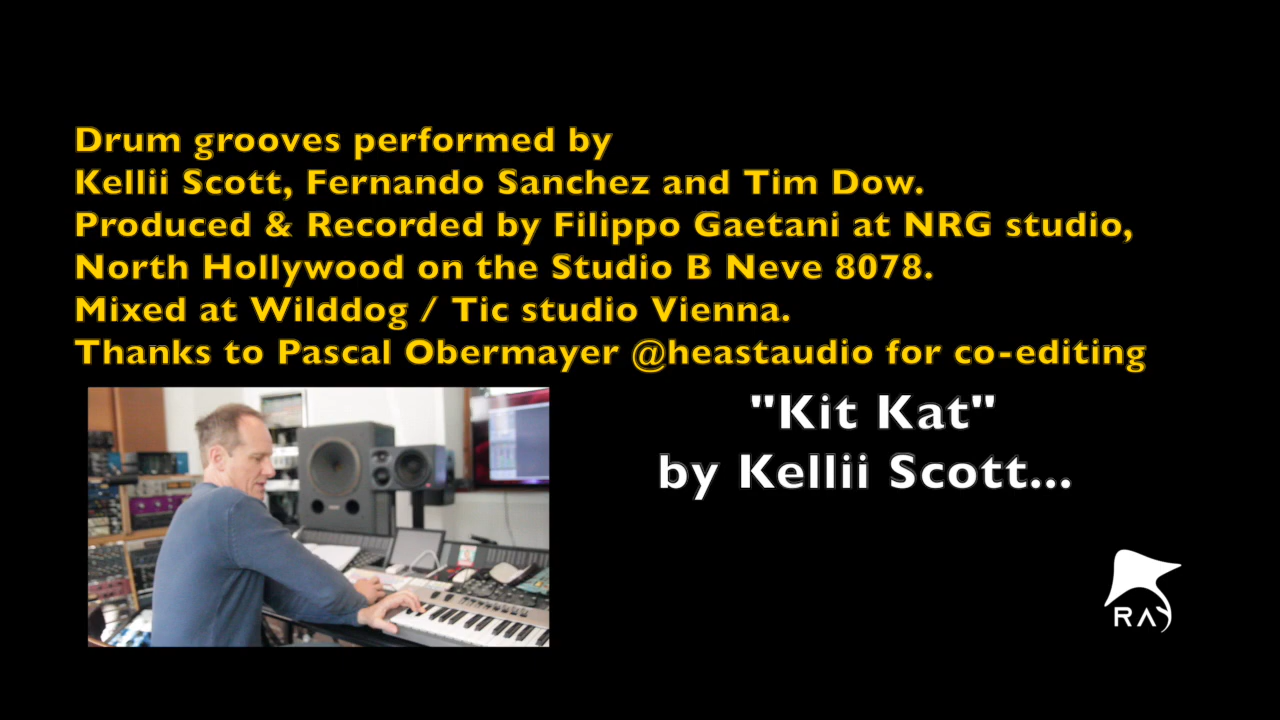 Drum grooves performed by
Kellii Scott, Fernando Sanchez and Tim Dow.
Produced & Recorded by Filippo Gaetani at NRG studio,
North Hollywood on the Studio B Neve 8078.
Mixed at Wilddog / Tic studio Vienna.
Thanks to Pascal Obermayer @heastaudio for co-editing
"Kit Kat"
by Kellii Scott...
RAY